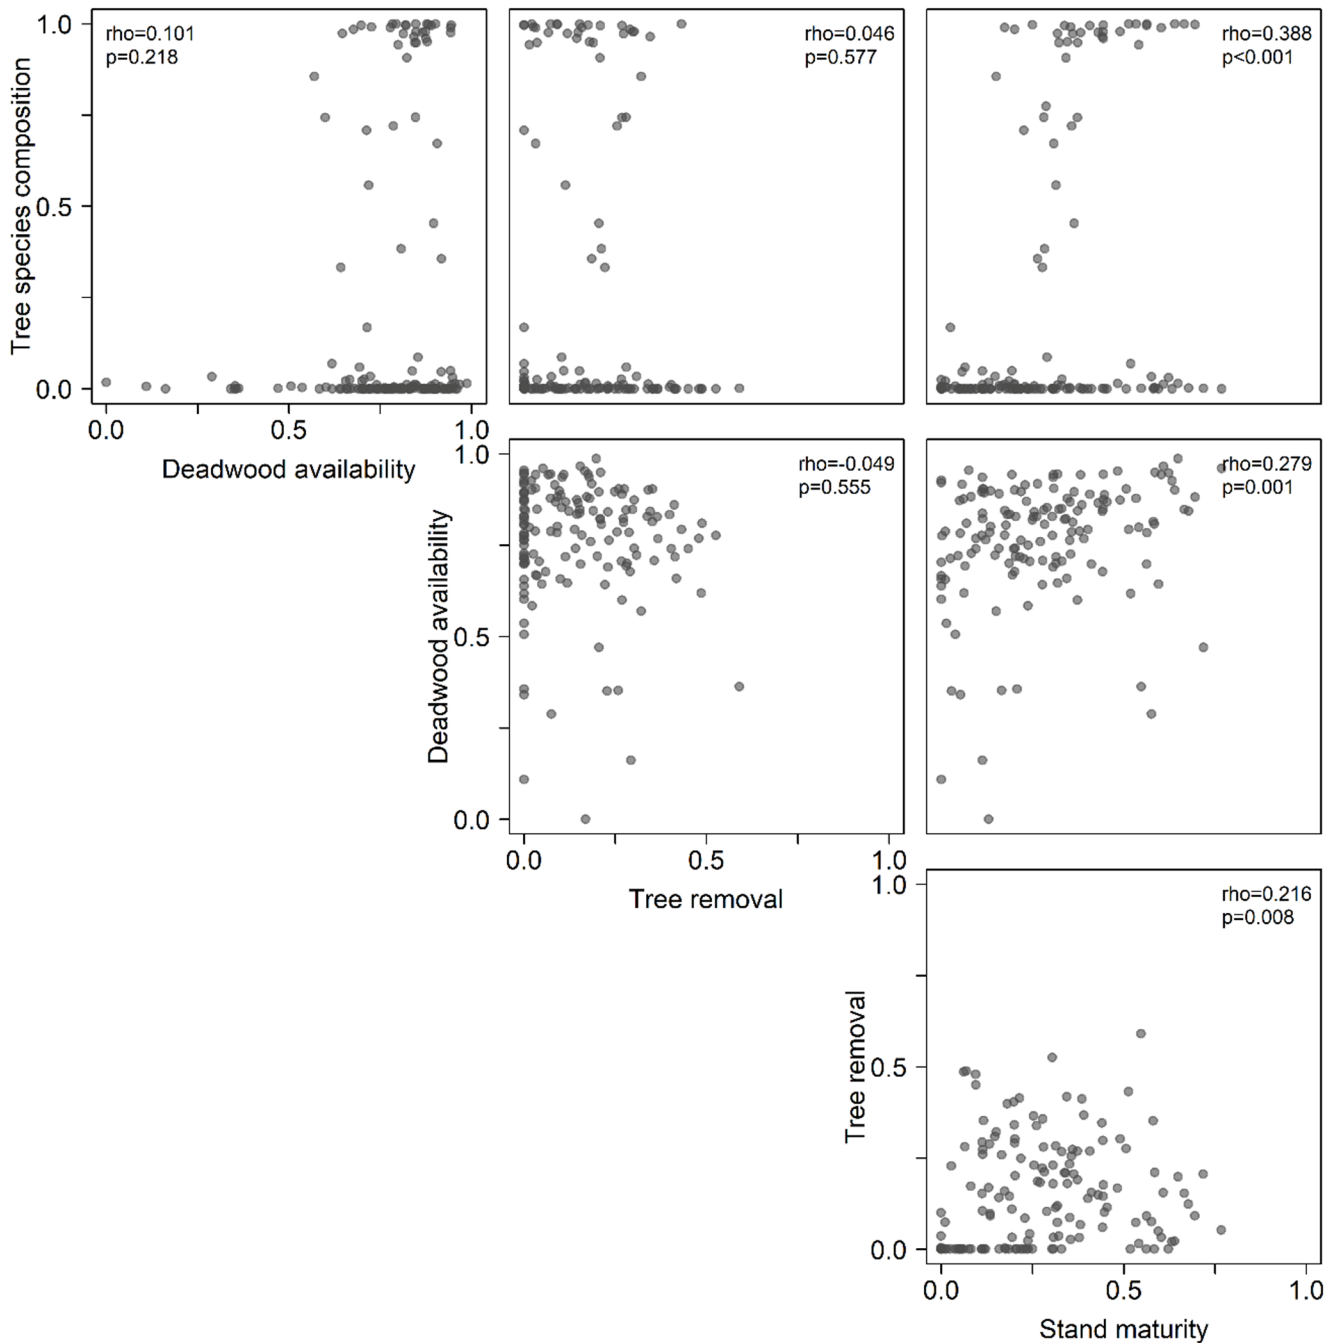 1.0
rho=0.101
p=0.218
rho=0.046
p=0.577
rho=0.388
p<0.001
Tree species composition
0.5
0.0
0.0
0.5
1.0
Deadwood availability
1.0
rho=-0.049
p=0.555
rho=0.279
p=0.001
Deadwood availability
0.5
0.0
0.0
0.5
1.0
Tree removal
1.0
rho=0.216
p=0.008
Tree removal
0.5
0.0
0.0
0.5
1.0
Stand maturity